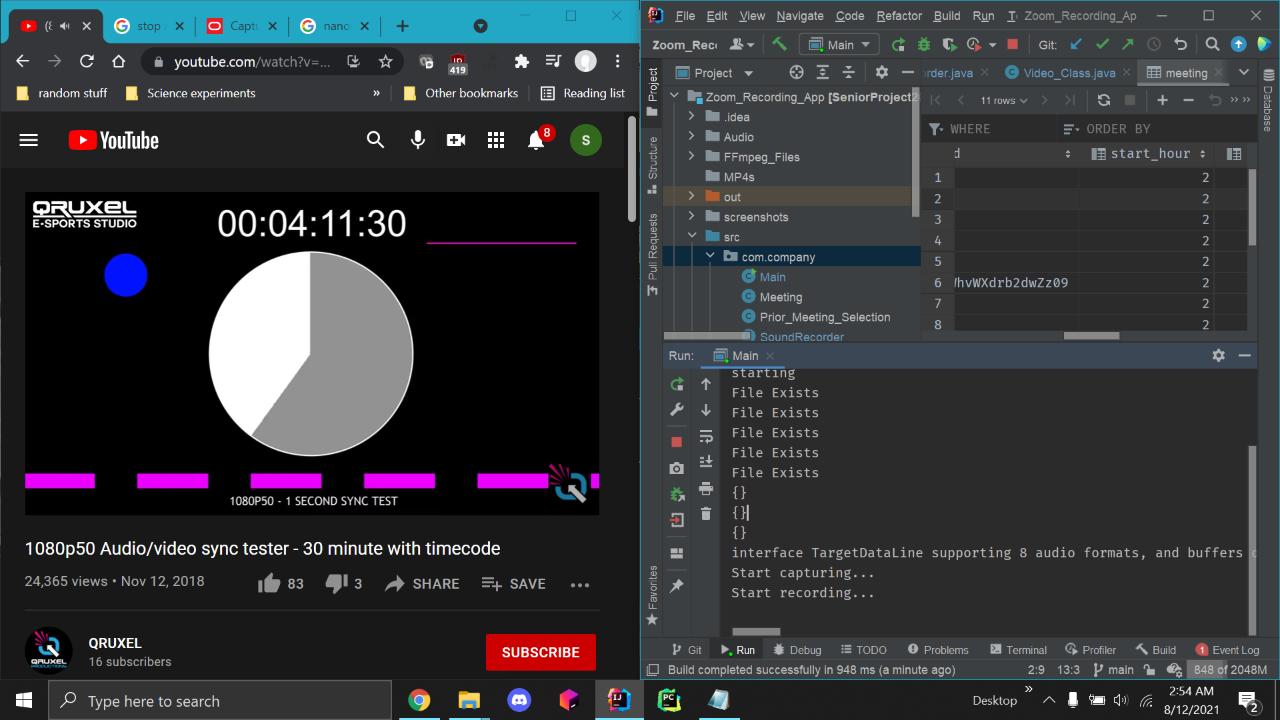 stop
Captu
nano
youtube.com/watch?v=...
419
random stuff
Science experiments
»
Other bookmarks
Reading list
YouTube
8
S
QRUXEL
E-SPORTS STUDIO
00:04:11:30
1080P50 - 1 SECOND SYNC TEST
1080p50 Audio/video sync tester - 30 minute with timecode
24,365 views • Nov 12, 2018
83
3
SHARE
SAVE
QRUXEL
16 subscribers
SUBSCRIBE
File Edit View Navigate Code Refactor Build Run Zoom_Recording_Ap
Zoom_Reco
Main
Git:
Project
Structure
Pull Requests
Favorites
Database
Project
rder.java
Video_Class.java
meeting
Zoom_Recording_App [SeniorProject2
.idea
Audio
FFmpeg_Files
MP4s
out
screenshots
src
com.company
Main
Meeting
Prior_Meeting_Selection
SoundRecorder
11 rows
WHERE
ORDER BY
d
start_hour
1 2
2 2
3 2
4 2
5 2
6 WhvWXdrb2dwZz09 2
7 2
8 2
Run: Main
starting
File Exists
File Exists
File Exists
File Exists
File Exists
{}
{}
{}
interface TargetDataLine supporting 8 audio formats, and buffers o
Start capturing...
Start recording...
Git
Run
Debug
TODO
Problems
Terminal
Profiler
Build
1 Event Log
Build completed successfully in 948 ms (a minute ago)
2:9 13:3 main 848 of 2048M
Type here to search
Desktop
»
2:54 AM
8/12/2021
2